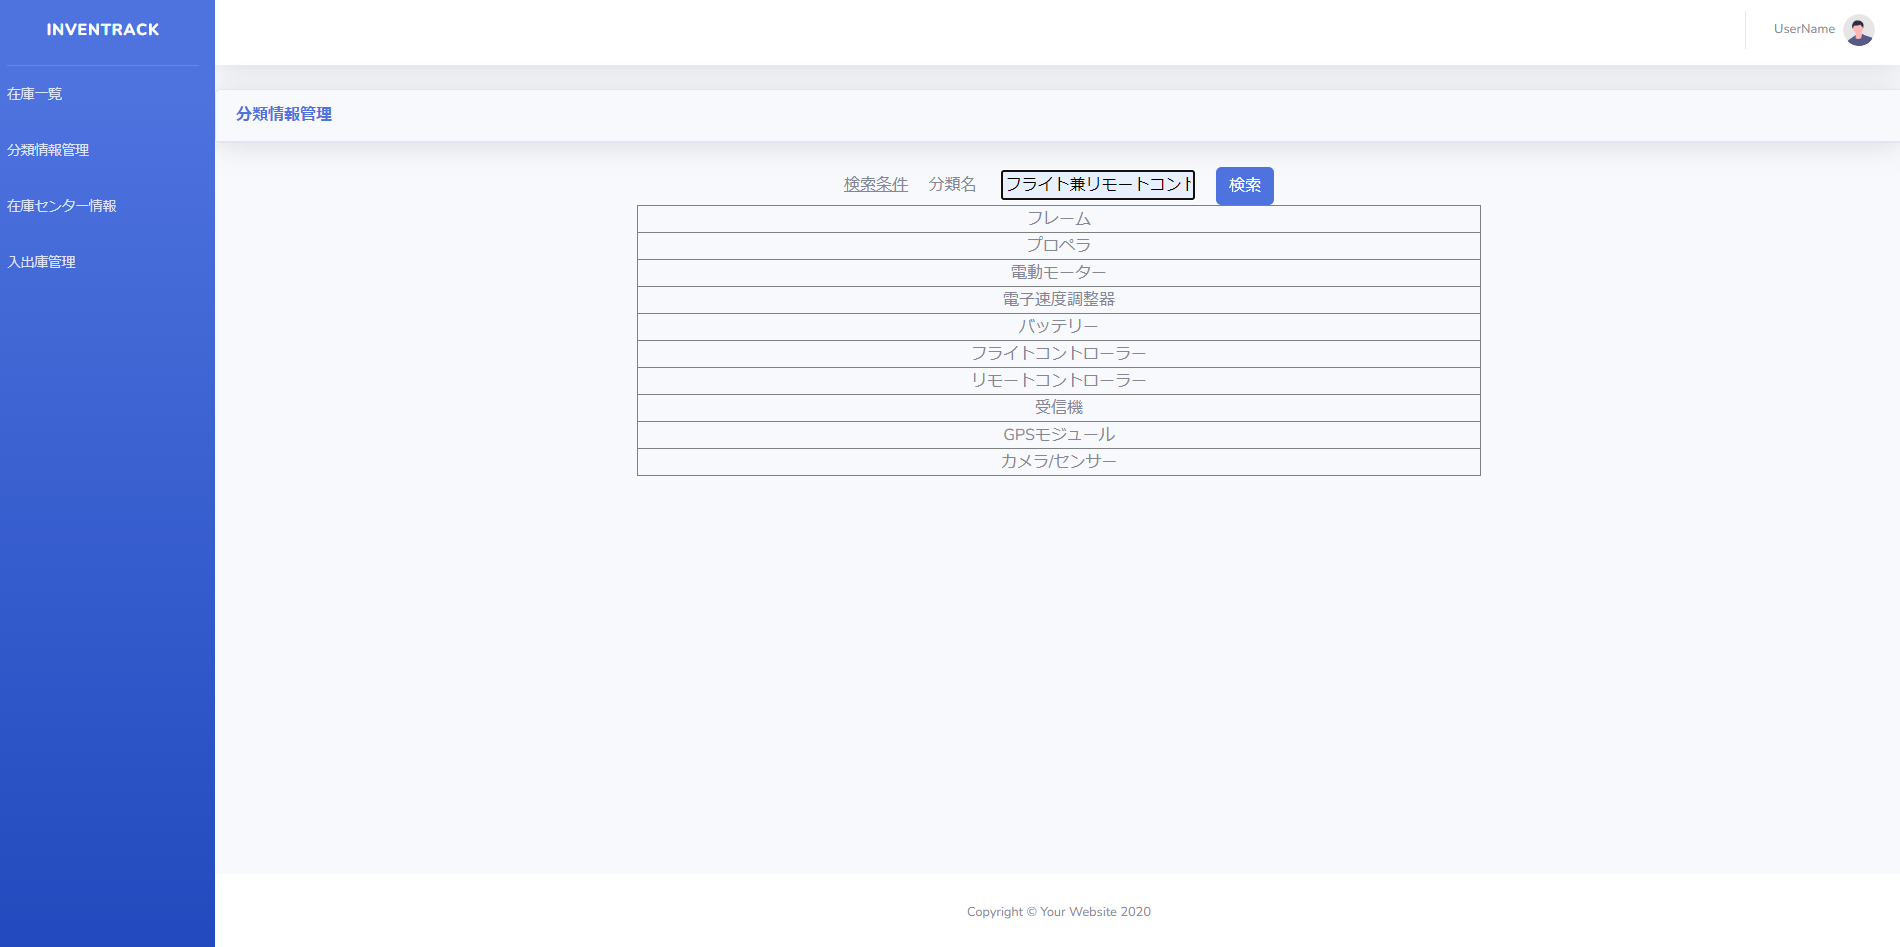 INVENTRACK
UserName
在庫一覧
分類情報管理
在庫センター情報
入出庫管理
分類情報管理
検索条件 分類名 フライト兼リモートコント 検索
フレーム
プロペラ
電動モーター
電子速度調整器
バッテリー
フライトコントローラー
リモートコントローラー
受信機
GPSモジュール
カメラ/センサー
Copyright © Your Website 2020